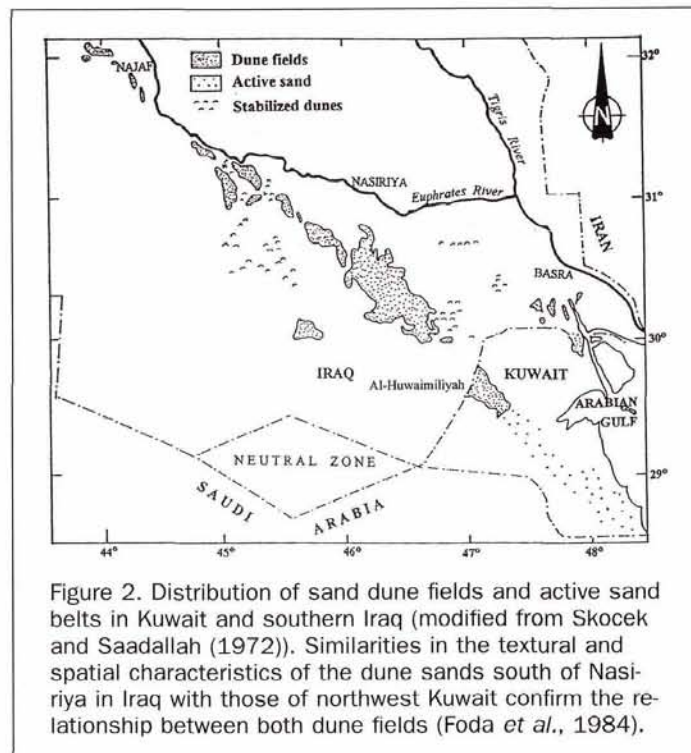 NAJAF
Dune fields
Active sand
Stabilized dunes
N
32°
Tigris River
NASIRIYA
Euphrates River
31°
IRAN
BASRA
30°
IRAQ
Al-Huwaimiliyah
KUWAIT
ARABIAN
GULF
NEUTRAL ZONE
29°
SAUDI
ARABIA
44°
45°
46°
47°
48°
Figure 2. Distribution of sand dune fields and active sand
belts in Kuwait and southern Iraq (modified from Skocek
and Saadallah (1972)). Similarities in the textural and
spatial characteristics of the dune sands south of Nasi-
riya in Iraq with those of northwest Kuwait confirm the re-
lationship between both dune fields (Foda et al., 1984).